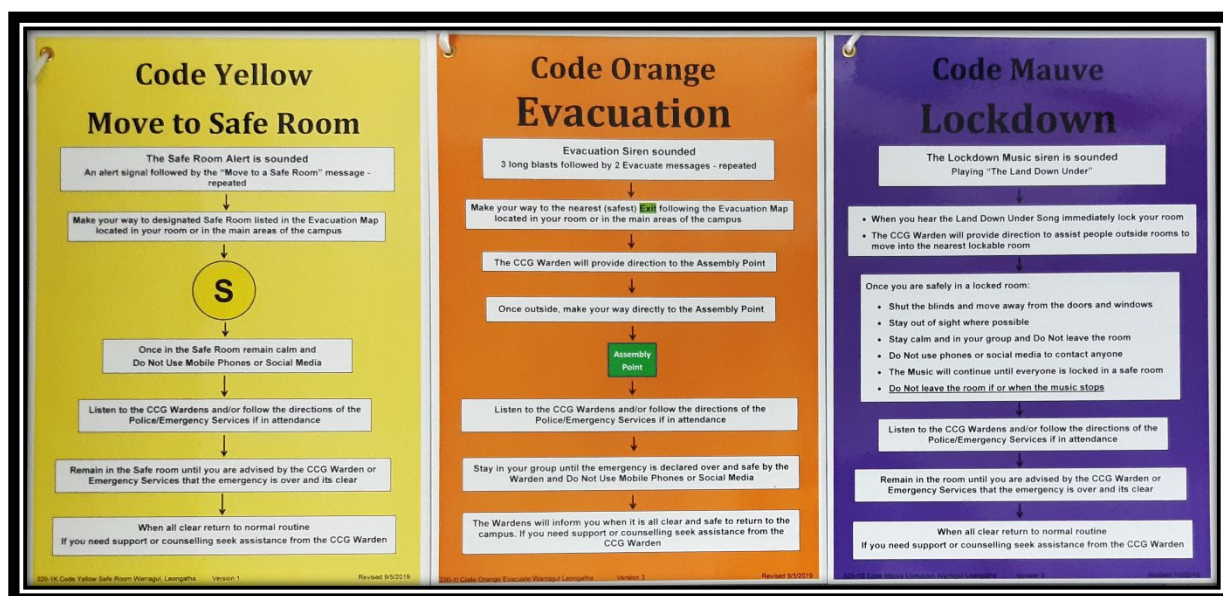 Code Yellow
Move to Safe Room
The Safe Room Alert is sounded
An alert signal followed by the “Move to a Safe Room” message -
repeated
Make your way to designated Safe Room listed in the Evacuation Map
located in your room or in the main areas of the campus
S
Once in the Safe Room remain calm and
Do Not Use Mobile Phones or Social Media
Listen to the CCG Wardens and/or follow the directions of the
Police/Emergency Services if in attendance
Remain in the Safe room until you are advised by the CCG Warden or
Emergency Services that the emergency is over and its clear
When all clear return to normal routine
If you need support or counselling seek assistance from the CCG Warden
320-1K Code Yellow Safe Room Warragul, Leongatha Version 1 Revised 9/5/2019
Code Orange
Evacuation
Evacuation Siren sounded
3 long blasts followed by 2 Evacuate messages - repeated
Make your way to the nearest (safest) Exit following the Evacuation Map
located in your room or in the main areas of the campus
The CCG Warden will provide direction to the Assembly Point
Once outside, make your way directly to the Assembly Point
Assembly
Point
Listen to the CCG Wardens and/or follow the directions of the
Police/Emergency Services if in attendance
Stay in your group until the emergency is declared over and safe by the
Warden and Do Not Use Mobile Phones or Social Media
The Wardens will inform you when it is all clear and safe to return to the
campus. If you need support or counselling seek assistance from the
CCG Warden
Code Orange Evacuate Warragul Leongatha Version Revised 9/5/2019
Code Mauve
Lockdown
The Lockdown Music siren is sounded
Playing “The Land Down Under”
• When you hear the Land Down Under Song immediately lock your room
• The CCG Warden will provide direction to assist people outside rooms to
move into the nearest lockable room
Once you are safely in a locked room:
• Shut the blinds and move away from the doors and windows
• Stay out of sight where possible
• Stay calm and in your group and Do Not leave the room
• Do Not use phones or social media to contact anyone
• The Music will continue until everyone is locked in a safe room
• Do Not leave the room if or when the music stops
Listen to the CCG Wardens and/or follow the directions of the
Police/Emergency Services if in attendance
Remain in the room until you are advised by the CCG Warden or
Emergency Services that the emergency is over and its clear
When all clear return to normal routine
If you need support or counselling seek assistance from the CCG Warden
Code Mauve Lockdown Warragul Leongatha Version